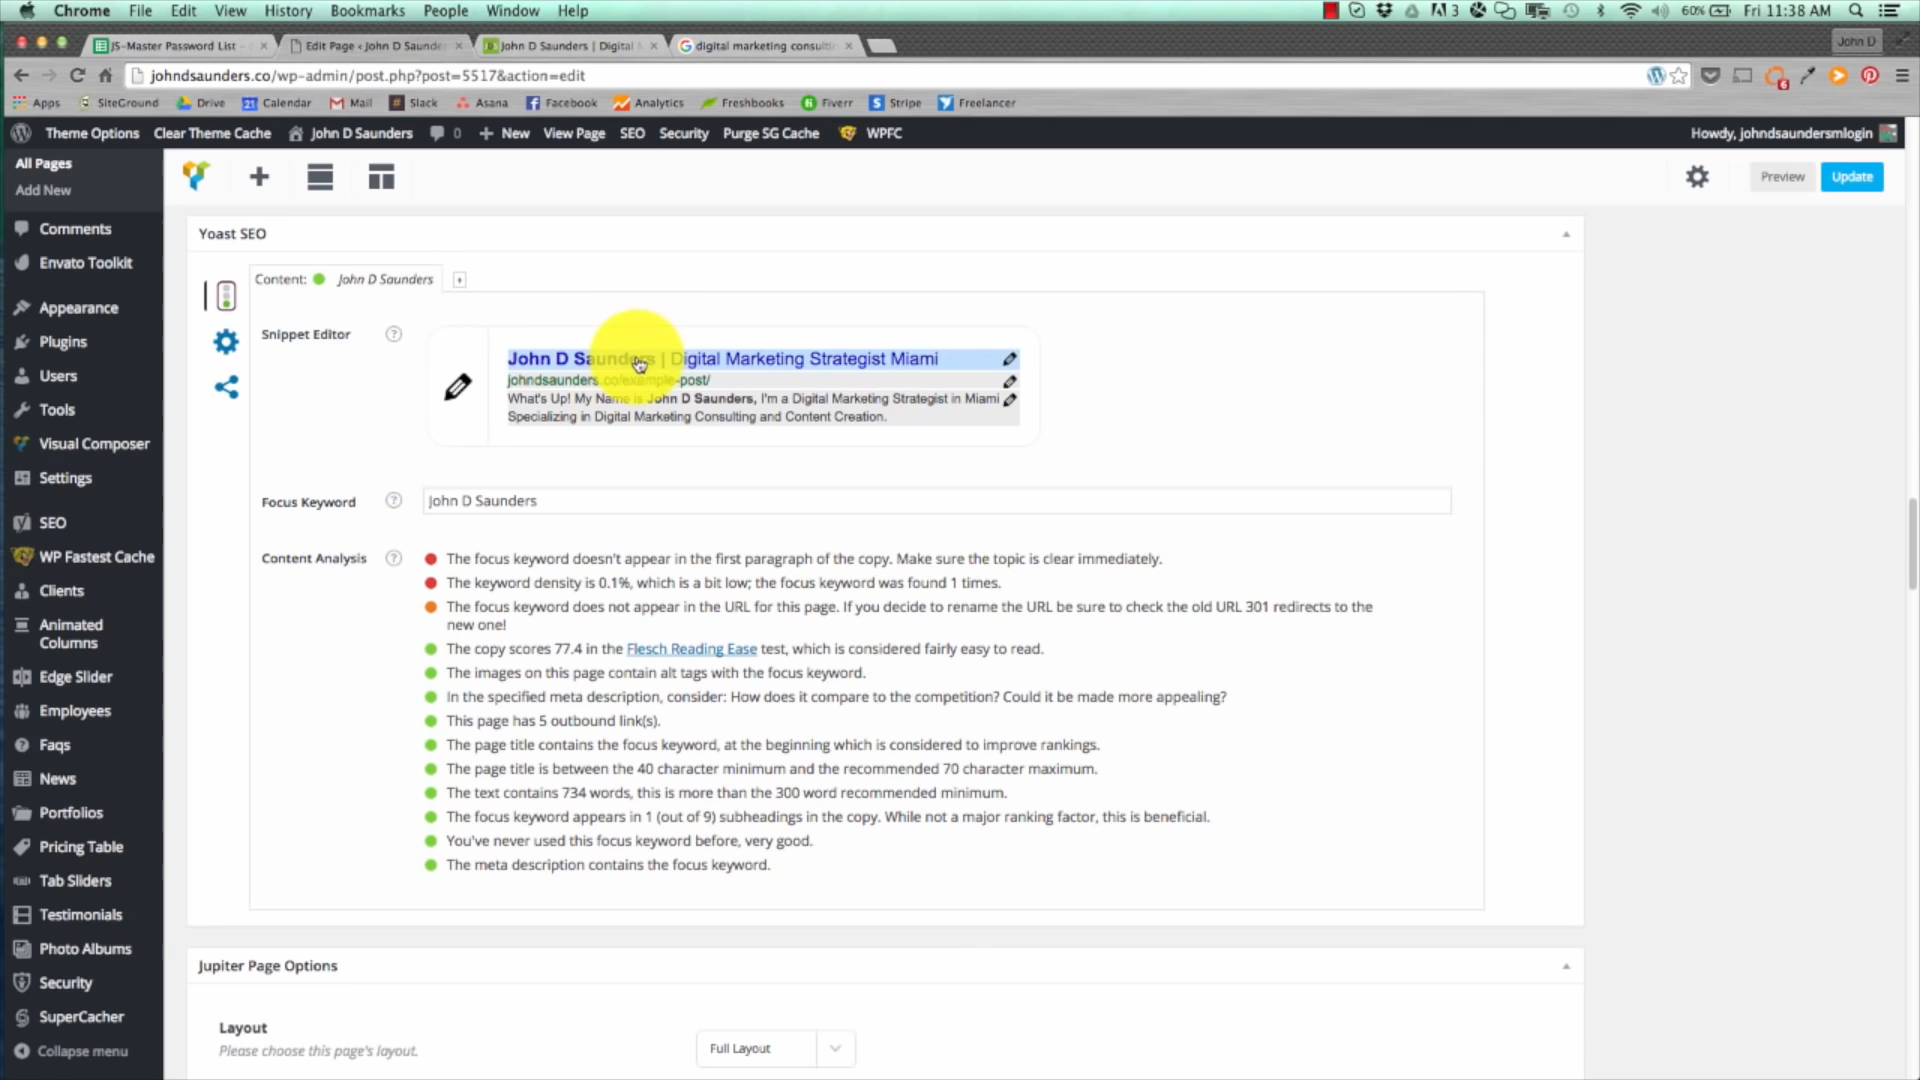 Chrome File Edit View History Bookmarks People Window Help 3 60% Fri 11:38 AM
JS-Master Password List - Edit Page ‹ John D Saunders John D Saunders | Digital M digital marketing consultin John D
johndsaunders.co/wp-admin/post.php?post=5517&action=edit 6
Apps SiteGround Drive 21 Calendar Mail Slack Asana Facebook Analytics Freshbooks Fiverr Stripe Freelancer
Theme Options Clear Theme Cache John D Saunders 0 New View Page SEO Security Purge SG Cache WPFC Howdy, johndsaundersmlogin
All Pages
Add New
Preview Update
Comments
Envato Toolkit
Appearance
Plugins
Users
Tools
Visual Composer
Settings
SEO
WP Fastest Cache
Clients
Animated
Columns
Edge Slider
Employees
Faqs
News
Portfolios
Pricing Table
Tab Sliders
Testimonials
Photo Albums
Security
SuperCacher
Collapse menu
Yoast SEO
Content: John D Saunders +
Snippet Editor ?
John D Saunders | Digital Marketing Strategist Miami
johndsaunders.co/example-post/
What's Up! My Name is John D Saunders, I'm a Digital Marketing Strategist in Miami
Specializing in Digital Marketing Consulting and Content Creation.
Focus Keyword ? John D Saunders
Content Analysis ? The focus keyword doesn't appear in the first paragraph of the copy. Make sure the topic is clear immediately.
The keyword density is 0.1%, which is a bit low; the focus keyword was found 1 times.
The focus keyword does not appear in the URL for this page. If you decide to rename the URL be sure to check the old URL 301 redirects to the
new one!
The copy scores 77.4 in the Flesch Reading Ease test, which is considered fairly easy to read.
The images on this page contain alt tags with the focus keyword.
In the specified meta description, consider: How does it compare to the competition? Could it be made more appealing?
This page has 5 outbound link(s).
The page title contains the focus keyword, at the beginning which is considered to improve rankings.
The page title is between the 40 character minimum and the recommended 70 character maximum.
The text contains 734 words, this is more than the 300 word recommended minimum.
The focus keyword appears in 1 (out of 9) subheadings in the copy. While not a major ranking factor, this is beneficial.
You've never used this focus keyword before, very good.
The meta description contains the focus keyword.
Jupiter Page Options
Layout
Please choose this page's layout.
Full Layout